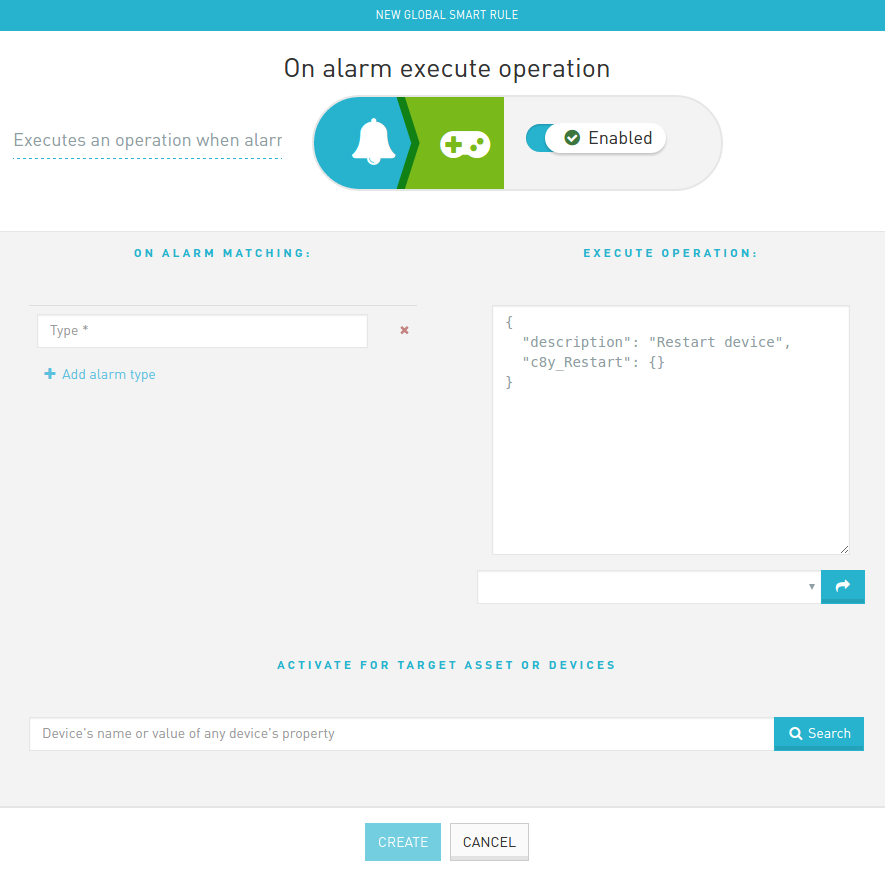 NEW GLOBAL SMART RULE
On alarm execute operation
Executes an operation when alarr
Enabled
ON ALARM MATCHING:
EXECUTE OPERATION:
Type *
Add alarm type
{
"description": "Restart device",
"c8y_Restart": {}
}
ACTIVATE FOR TARGET ASSET OR DEVICES
Device's name or value of any device's property
Search
CREATE
CANCEL